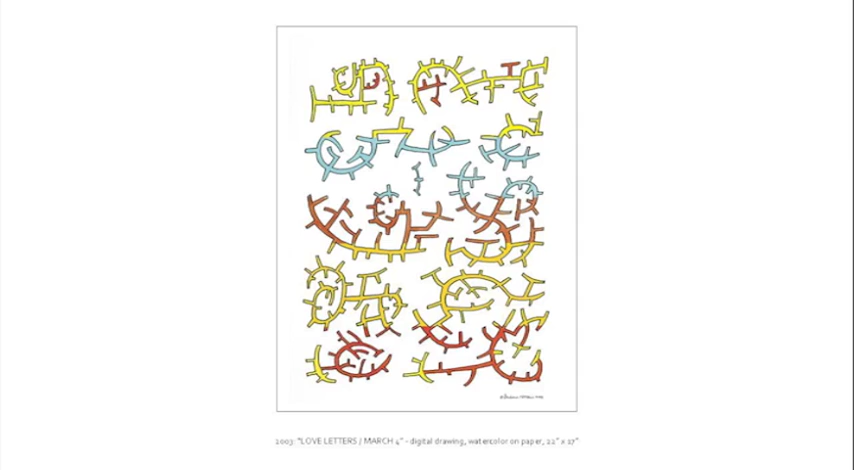 2003: "LOVE LETTERS / MARCH 4" - digital drawing, watercolor on paper, 22" x 17"